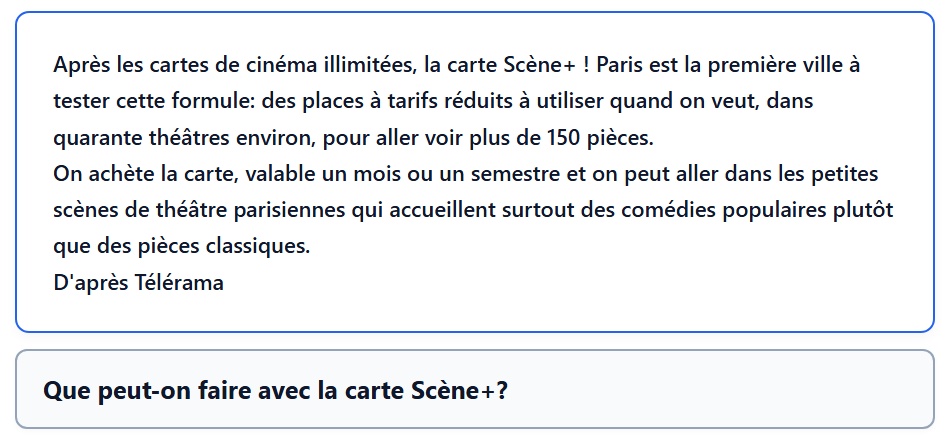 Après les cartes de cinéma illimitées, la carte Scène+ ! Paris est la première ville à
tester cette formule: des places à tarifs réduits à utiliser quand on veut, dans
quarante théâtres environ, pour aller voir plus de 150 pièces.
On achète la carte, valable un mois ou un semestre et on peut aller dans les petites
scènes de théâtre parisiennes qui accueillent surtout des comédies populaires plutôt
que des pièces classiques.
D'après Télérama
Que peut-on faire avec la carte Scène+?